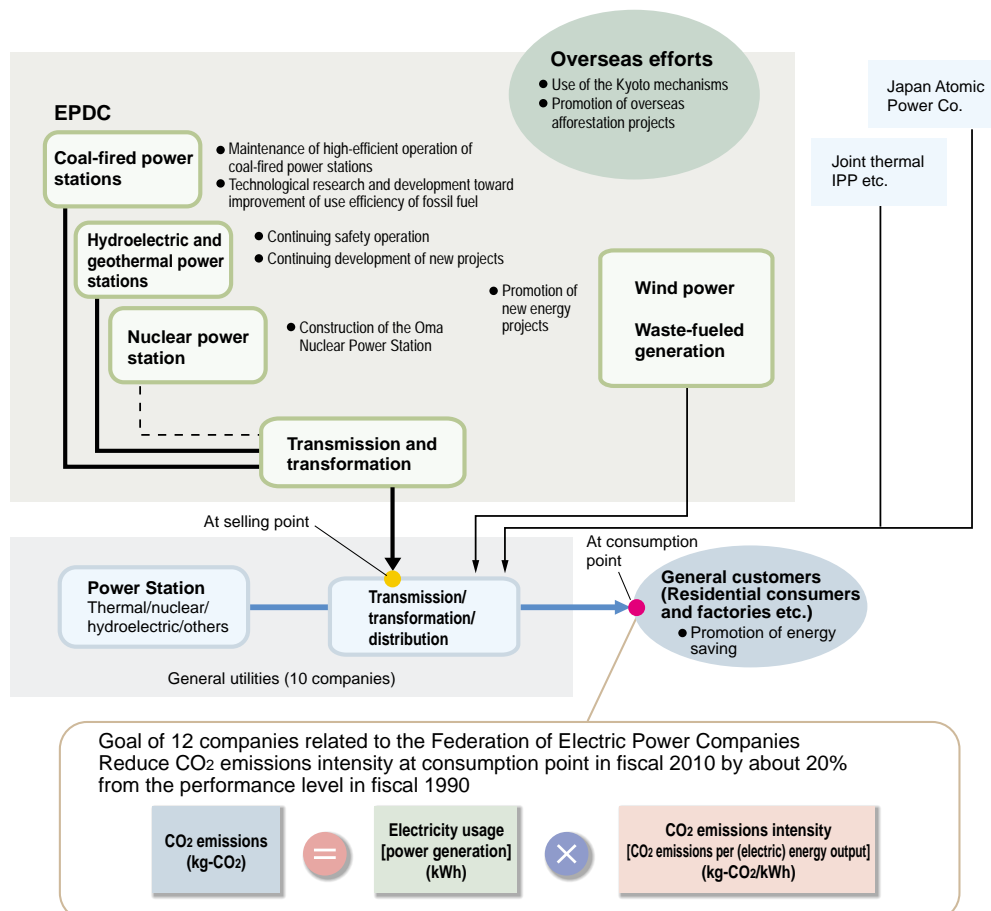 Overseas efforts
● Use of the Kyoto mechanisms
● Promotion of overseas
afforestation projects
Japan Atomic
Power Co.
Joint thermal
IPP etc.
EPDC
Coal-fired power
stations
● Maintenance of high-efficient operation of
coal-fired power stations
● Technological research and development toward
improvement of use efficiency of fossil fuel
Hydroelectric and
geothermal power
stations
● Continuing safety operation
● Continuing development of new projects
Nuclear power
station
● Construction of the Oma
Nuclear Power Station
● Promotion of
new energy
projects
Wind power
Waste-fueled
generation
Transmission and
transformation
At selling point
At consumption
point
Power Station
Thermal/nuclear/
hydroelectric/others
Transmission/
transformation/
distribution
General customers
(Residential consumers
and factories etc.)
● Promotion of energy
saving
General utilities (10 companies)
Goal of 12 companies related to the Federation of Electric Power Companies
Reduce CO2 emissions intensity at consumption point in fiscal 2010 by about 20%
from the performance level in fiscal 1990
CO2 emissions
(kg-CO2)
=
Electricity usage
[power generation]
(kWh)
×
CO2 emissions intensity
[CO2 emissions per (electric) energy output]
(kg-CO2/kWh)